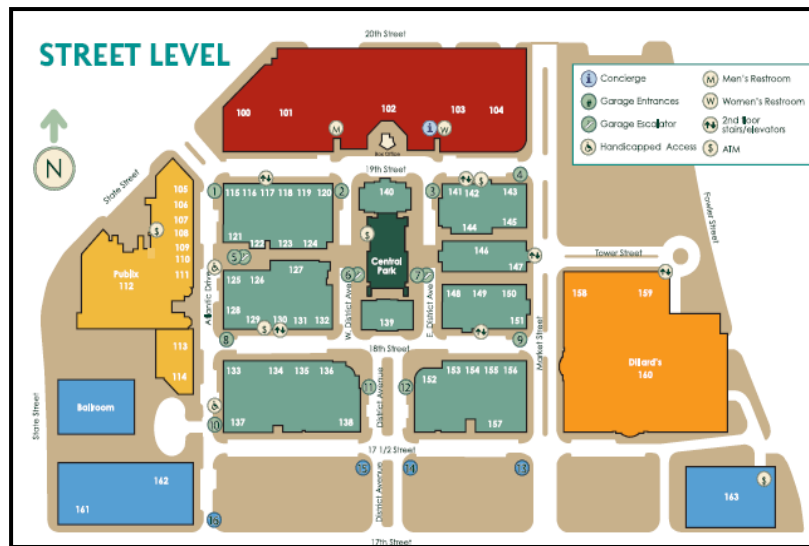 20th Street
STREET LEVEL
i Concierge
M Men's Restroom
Garage Entrances
W Women's Restroom
Garage Escalator
2nd floor
stairs/elevators
Handicapped Access
$ ATM
100 101 102 103 104
M
i W
Box Office
N
State Street
19th Street
105
106
107
108
109
110
111
$
Publix
112
113
114
Atlantic Drive
1
115 116 117 118 119 120
2
121
122 123 124
5
125 126 127
128
129 130 131 132
$
8
140
$
Central
Park
139
W. District Ave
6
7
E. District Ave
3
4
$
141 142 143
144 145
146
147
148 149 150
151
9
Tower Street
Fowler Street
Market Street
158 159
Dillard's
160
18th Street
133 134 135 136
137 138
10
11
District Avenue
12
152 153 154 155 156
157
Ballroom
State Street
17 1/2 Street
162
161
16
15
District Avenue
14
13
$
163
17th Street